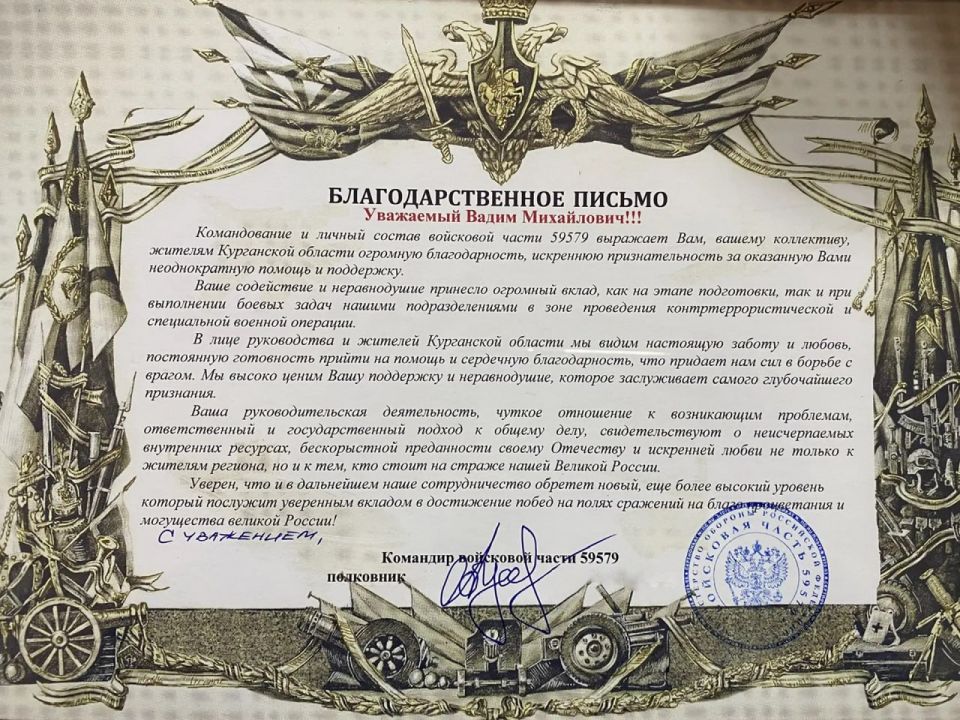 БЛАГОДАРСТВЕННОЕ ПИСЬМО
Уважаемый Вадим Михайлович!!!
Командование и личный состав войсковой части 59579 выражает Вам, вашему коллективу,
жителям Курганской области огромную благодарность, искреннюю признательность за оказанную Вами
неоднократную помощь и поддержку.
Ваше содействие и неравнодушие принесло огромный вклад, как на этапе подготовки, так и при
выполнении боевых задач нашими подразделениями в зоне проведения контртеррористической и
специальной военной операции.
В лице руководства и жителей Курганской области мы видим настоящую заботу и любовь,
постоянную готовность прийти на помощь и сердечную благодарность, что придает нам сил в борьбе с
врагом. Мы высоко ценим Вашу поддержку и неравнодушие, которое заслуживает самого глубочайшего
признания.
Ваша руководительская деятельность, чуткое отношение к возникающим проблемам,
ответственный и государственный подход к общему делу, свидетельствуют о неисчерпаемых
внутренних ресурсах, бескорыстной преданности своему Отечеству и искренней любви не только к
жителям региона, но и к тем, кто стоит на страже нашей Великой России.
Уверен, что и в дальнейшем наше сотрудничество обретет новый, еще более высокий уровень
который послужит уверенным вкладом в достижение побед на полях сражений на благо процветания и
могущества великой России!
С УВАЖЕНИЕМ,
Командир войсковой части 59579
полковник
ОБОРОНЫ РОССИЙСКОЙ
ВОЙСКОВАЯ ЧАСТЬ